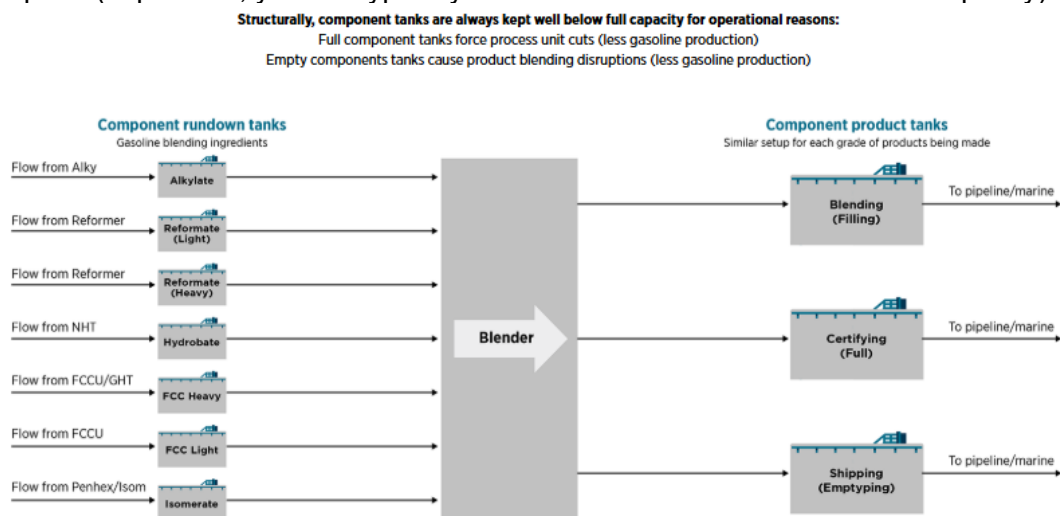 Structurally, component tanks are always kept well below full capacity for operational reasons:
Full component tanks force process unit cuts (less gasoline production)
Empty components tanks cause product blending disruptions (less gasoline production)
Component rundown tanks
Gasoline blending ingredients
Component product tanks
Similar setup for each grade of products being made
Flow from Alky
Alkylate
Flow from Reformer
Reformate
(Light)
Flow from Reformer
Reformate
(Heavy)
Flow from NHT
Hydrobate
Flow from FCCU/GHT
FCC Heavy
Flow from FCCU
FCC Light
Flow from Penhex/Isom
Isomerate
Blender
Blending
(Filling)
To pipeline/marine
Certifying
(Full)
To pipeline/marine
Shipping
(Emptyping)
To pipeline/marine